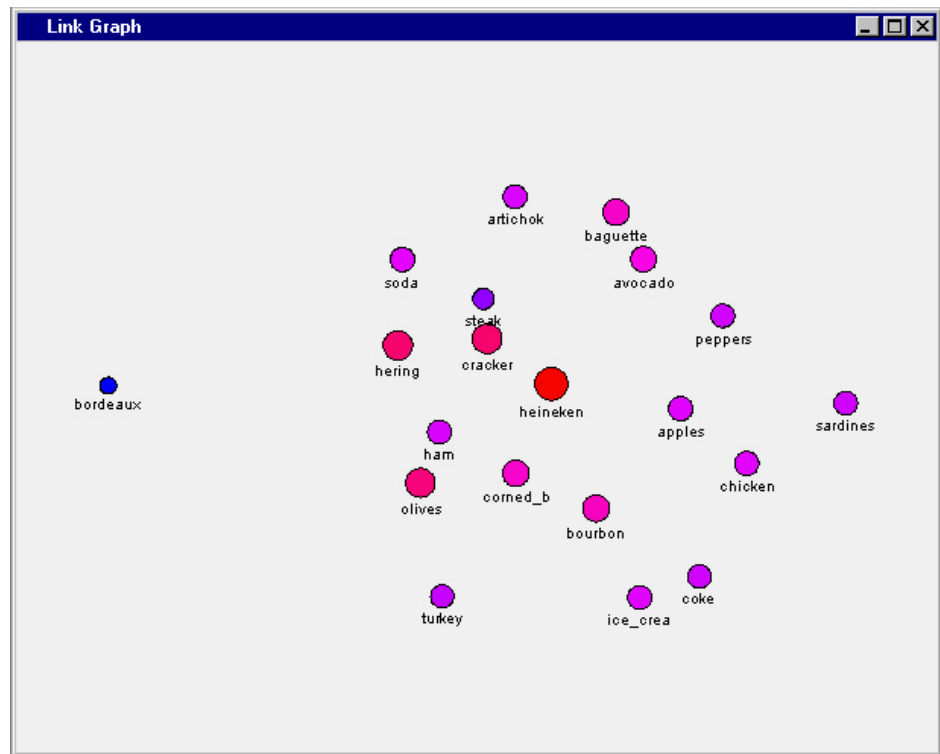 Link Graph
artichok
baguette
soda
avocado
steak
peppers
hering
cracker
bordeaux
heineken
apples
sardines
ham
chicken
olives
corned_b
bourbon
coke
turkey
ice_crea